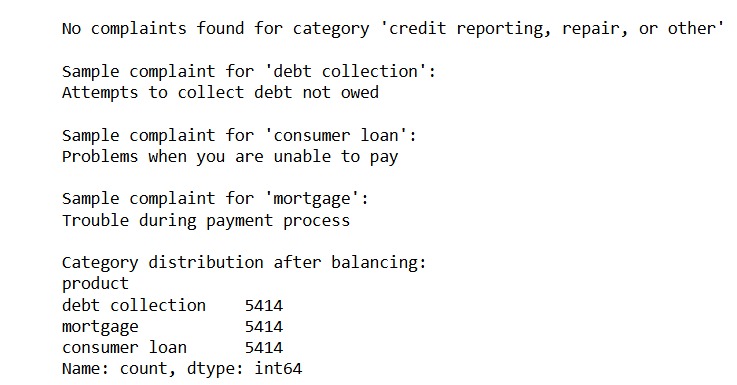 No complaints found for category 'credit reporting, repair, or other'
Sample complaint for 'debt collection':
Attempts to collect debt not owed
Sample complaint for 'consumer loan':
Problems when you are unable to pay
Sample complaint for 'mortgage':
Trouble during payment process
Category distribution after balancing:
product
debt collection    5414
mortgage           5414
consumer loan      5414
Name: count, dtype: int64